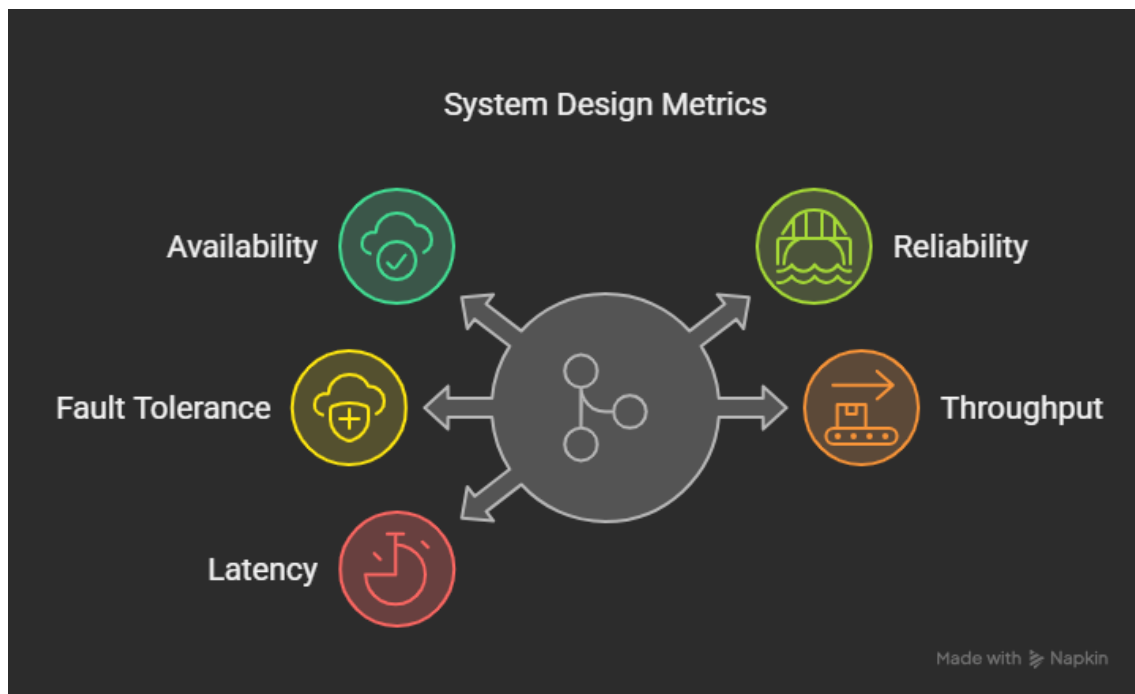 System Design Metrics
Availability
Reliability
Fault Tolerance
Throughput
Latency
Made with Napkin